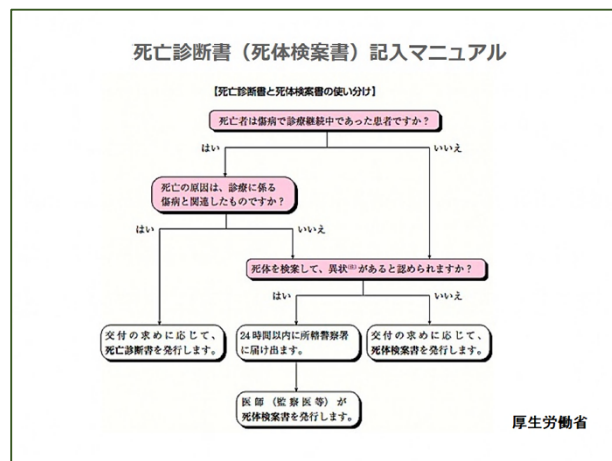 死亡診断書（死体検案書）記入マニュアル
【死亡診断書と死体検案書の使い分け】
死亡者は傷病で診療継続中であった患者ですか？
はい
いいえ
死亡の原因は、診療に係る
傷病と関連したものですか？
はい
いいえ
死体を検案して、異状(注)があると認められますか？
はい
いいえ
交付の求めに応じて、
死亡診断書を発行します。
24時間以内に所轄警察署
に届け出ます。
交付の求めに応じて、
死体検案書を発行します。
医師（監察医等）が
死体検案書を発行します。
厚生労働省